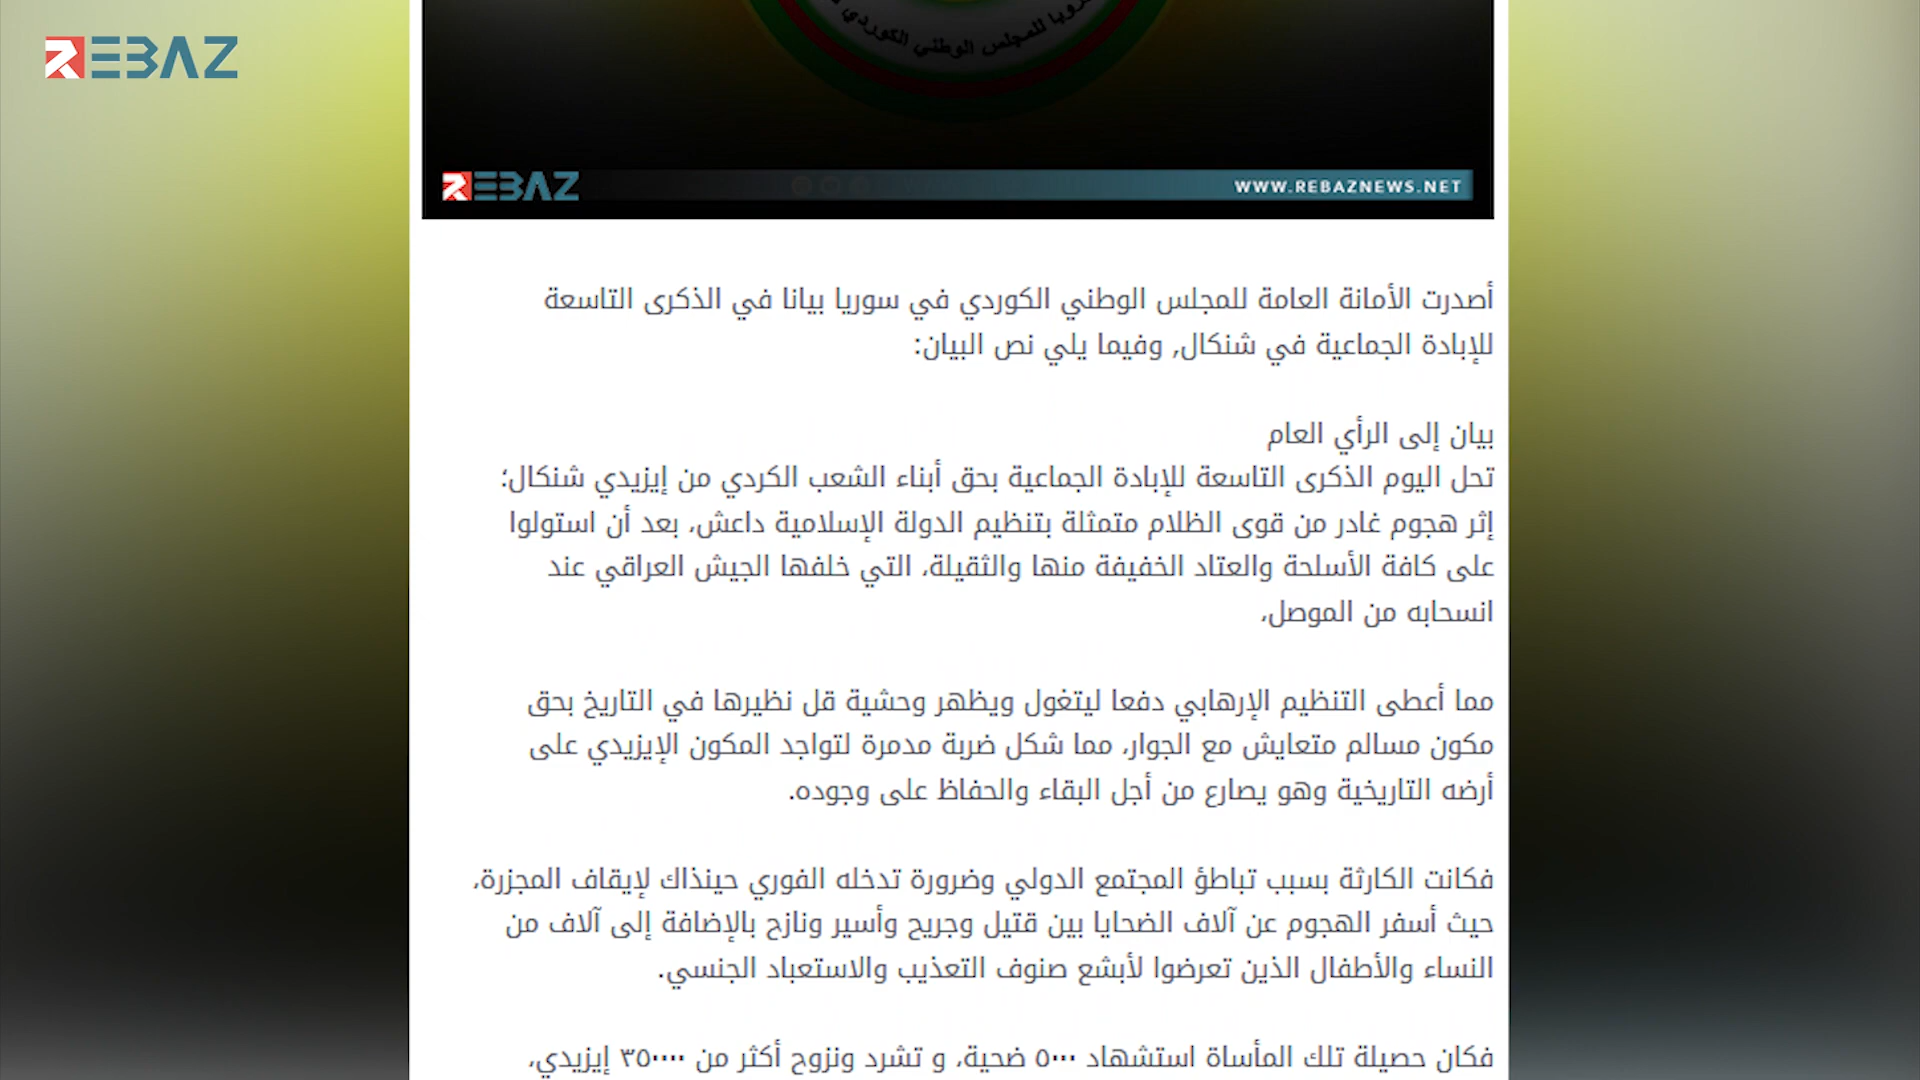 REBAZ
للمجلس الوطني الكوردي
REBAZ
WWW.REBAZNEWS.NET
أصدرت الأمانة العامة للمجلس الوطني الكوردي في سوريا بيانا في الذكرى التاسعة
للإبادة الجماعية في شنكال, وفيما يلي نص البيان:
بيان إلى الرأي العام
تحل اليوم الذكرى التاسعة للإبادة الجماعية بحق أبناء الشعب الكردي من إيزيدي شنكال؛
إثر هجوم غادر من قوى الظلام متمثلة بتنظيم الدولة الإسلامية داعش، بعد أن استولوا
على كافة الأسلحة والعتاد الخفيفة منها والثقيلة، التي خلفها الجيش العراقي عند
انسحابه من الموصل،
مما أعطى التنظيم الإرهابي دفعا ليتغول ويظهر وحشية قل نظيرها في التاريخ بحق
مكون مسالم متعايش مع الجوار، مما شكل ضربة مدمرة لتواجد المكون الإيزيدي على
أرضه التاريخية وهو يصارع من أجل البقاء والحفاظ على وجوده.
فكانت الكارثة بسبب تباطؤ المجتمع الدولي وضرورة تدخله الفوري حينذاك لإيقاف المجزرة،
حيث أسفر الهجوم عن آلاف الضحايا بين قتيل وجريح وأسير ونازح بالإضافة إلى آلاف من
النساء والأطفال الذين تعرضوا لأبشع صنوف التعذيب والاستعباد الجنسي.
فكان حصيلة تلك المأساة استشهاد ٥٠٠٠ ضحية، و تشرد ونزوح أكثر من ٣٥٠٠٠٠ إيزيدي،